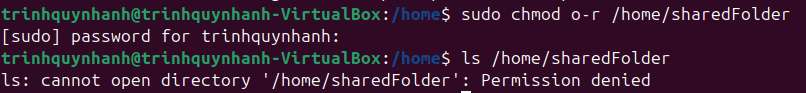 trinhquynhanh@trinhquynhanh-VirtualBox:/home$ sudo chmod o-r /home/sharedFolder
[sudo] password for trinhquynhanh:
trinhquynhanh@trinhquynhanh-VirtualBox:/home$ ls /home/sharedFolder
ls: cannot open directory '/home/sharedFolder': Permission denied